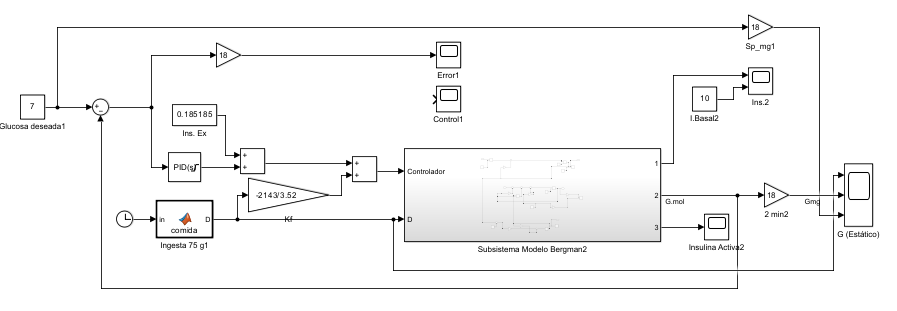 18
Sp_mg1
18
Error1
7
Glucosa deseada1
+
-
0.185185
Ins. Ex
Control1
10
I.Basal2
Ins.2
PID(s)
+
+
+
+
-2143/3.52
Kf
Controlador
D
1
2
3
G.mol
Subsistema Modelo Bergman2
in
D
comida
Ingesta 75 g1
Insulina Activa2
18
2 min2
Gmg
G (Estático)